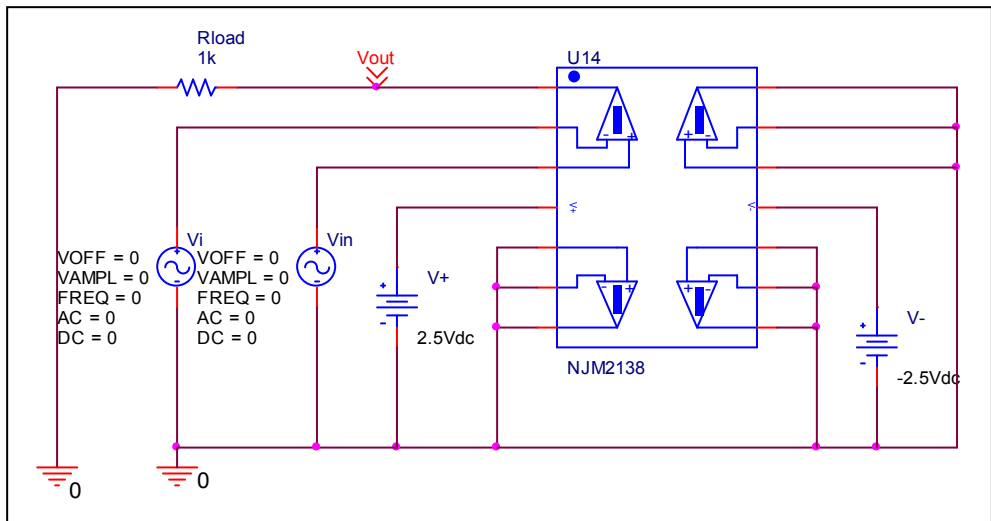 Rload
1k
Vout
U14
V+
V-
Vi
VOFF = 0
VAMPL = 0
FREQ = 0
AC = 0
DC = 0
Vin
VOFF = 0
VAMPL = 0
FREQ = 0
AC = 0
DC = 0
V+
2.5Vdc
NJM2138
V-
-2.5Vdc
0
0